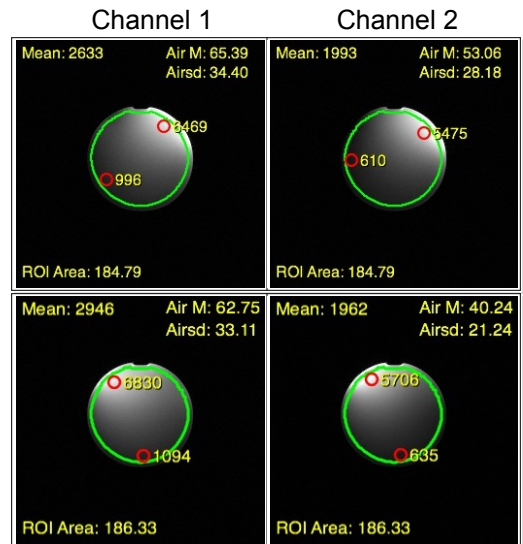 Channel 1
Channel 2
Mean: 2633
Air M: 65.39
Airsd: 34.40
996
ROI Area: 184.79
Mean: 1993
Air M: 53.06
Airsd: 28.18
5475
610
ROI Area: 184.79
Mean: 2946
Air M: 62.75
Airsd: 33.11
6830
1094
ROI Area: 186.33
Mean: 1962
Air M: 40.24
Airsd: 21.24
5706
635
ROI Area: 186.33